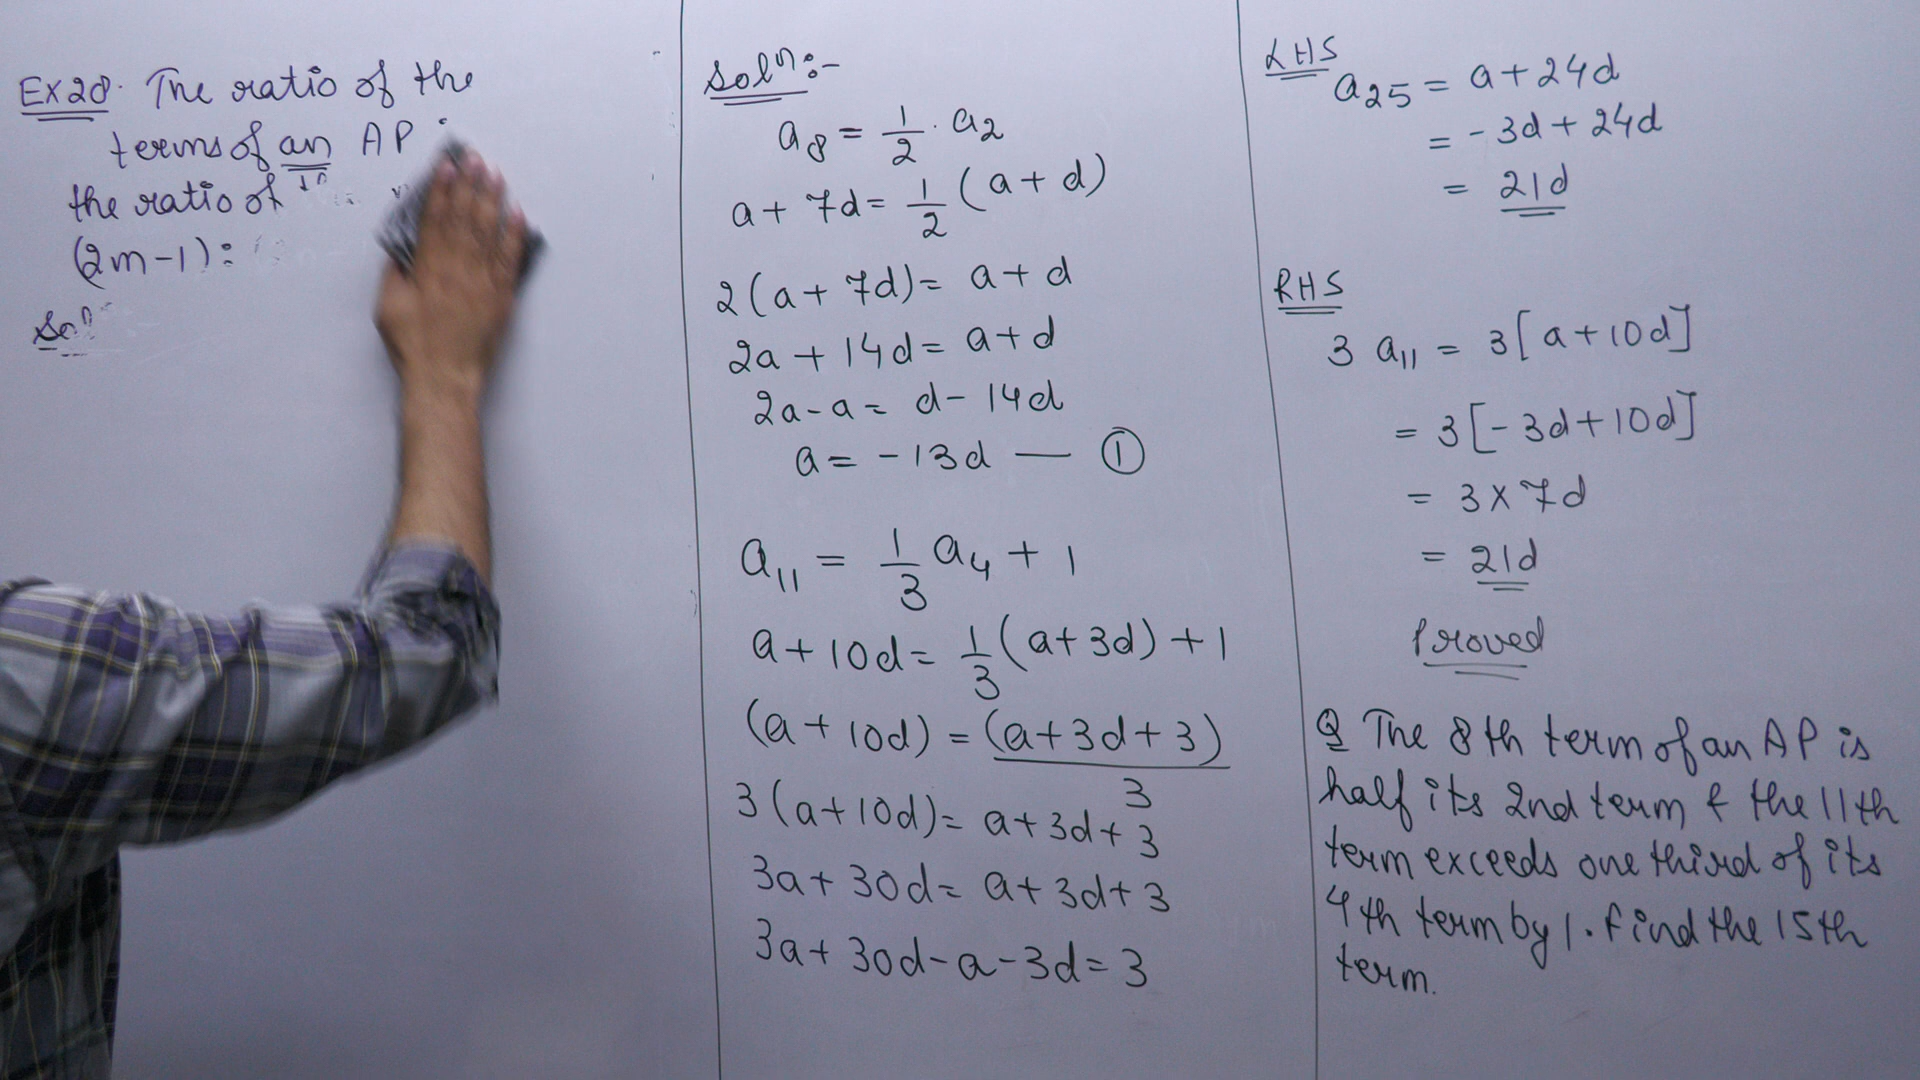 Ex 28. The ratio of the
terms of an AP
the ratio of
(2m-1):
Sol
Solⁿ:-
a₈ = 1/2 . a₂
a + 7d = 1/2 (a + d)
2(a + 7d) = a + d
2a + 14d = a + d
2a - a = d - 14d
a = - 13d — ①
a₁₁ = 1/3 a₄ + 1
a + 10d = 1/3 (a + 3d) + 1
(a + 10d) = (a + 3d + 3)/3
3(a + 10d) = a + 3d + 3
3a + 30d = a + 3d + 3
3a + 30d - a - 3d = 3
LHS
a₂₅ = a + 24d
= - 3d + 24d
= 21d
RHS
3 a₁₁ = 3[a + 10d]
= 3[- 3d + 10d]
= 3 x 7d
= 21d
Proved
Q The 8th term of an AP is
half its 2nd term & the 11th
term exceeds one third of its
4th term by 1. Find the 15th
term.